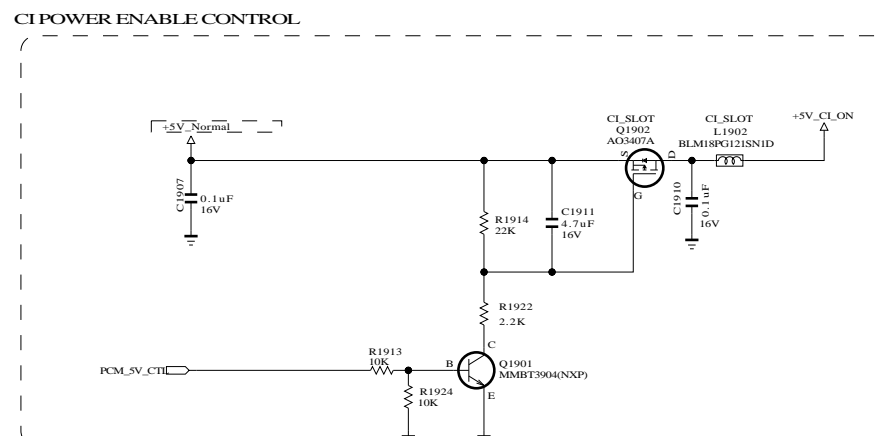 CI POWER ENABLE CONTROL
+5V_Normal
CI_SLOT
Q1902
AO3407A
CI_SLOT
L1902
BLM18PG121SN1D
+5V_CI_ON
S
D
G
C1907
0.1uF
16V
R1914
22K
C1911
4.7uF
16V
C1910
0.1uF
16V
R1922
2.2K
C
PCM_5V_CTL
R1913
10K
B
Q1901
MMBT3904(NXP)
R1924
10K
E